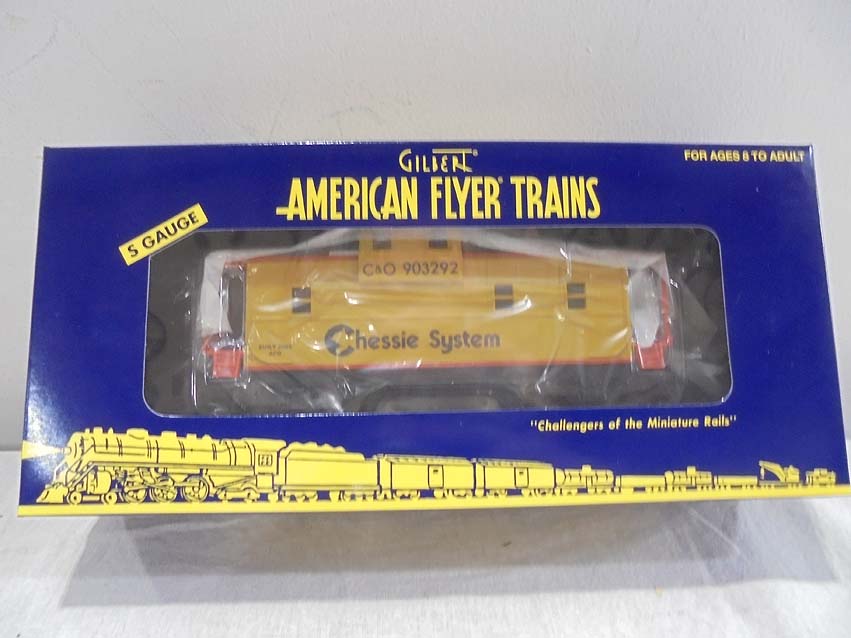 GILBERT®
FOR AGES 8 TO ADULT
AMERICAN FLYER® TRAINS
S GAUGE
C&O 903292
Chessie System
"Challengers of the Miniature Rails"